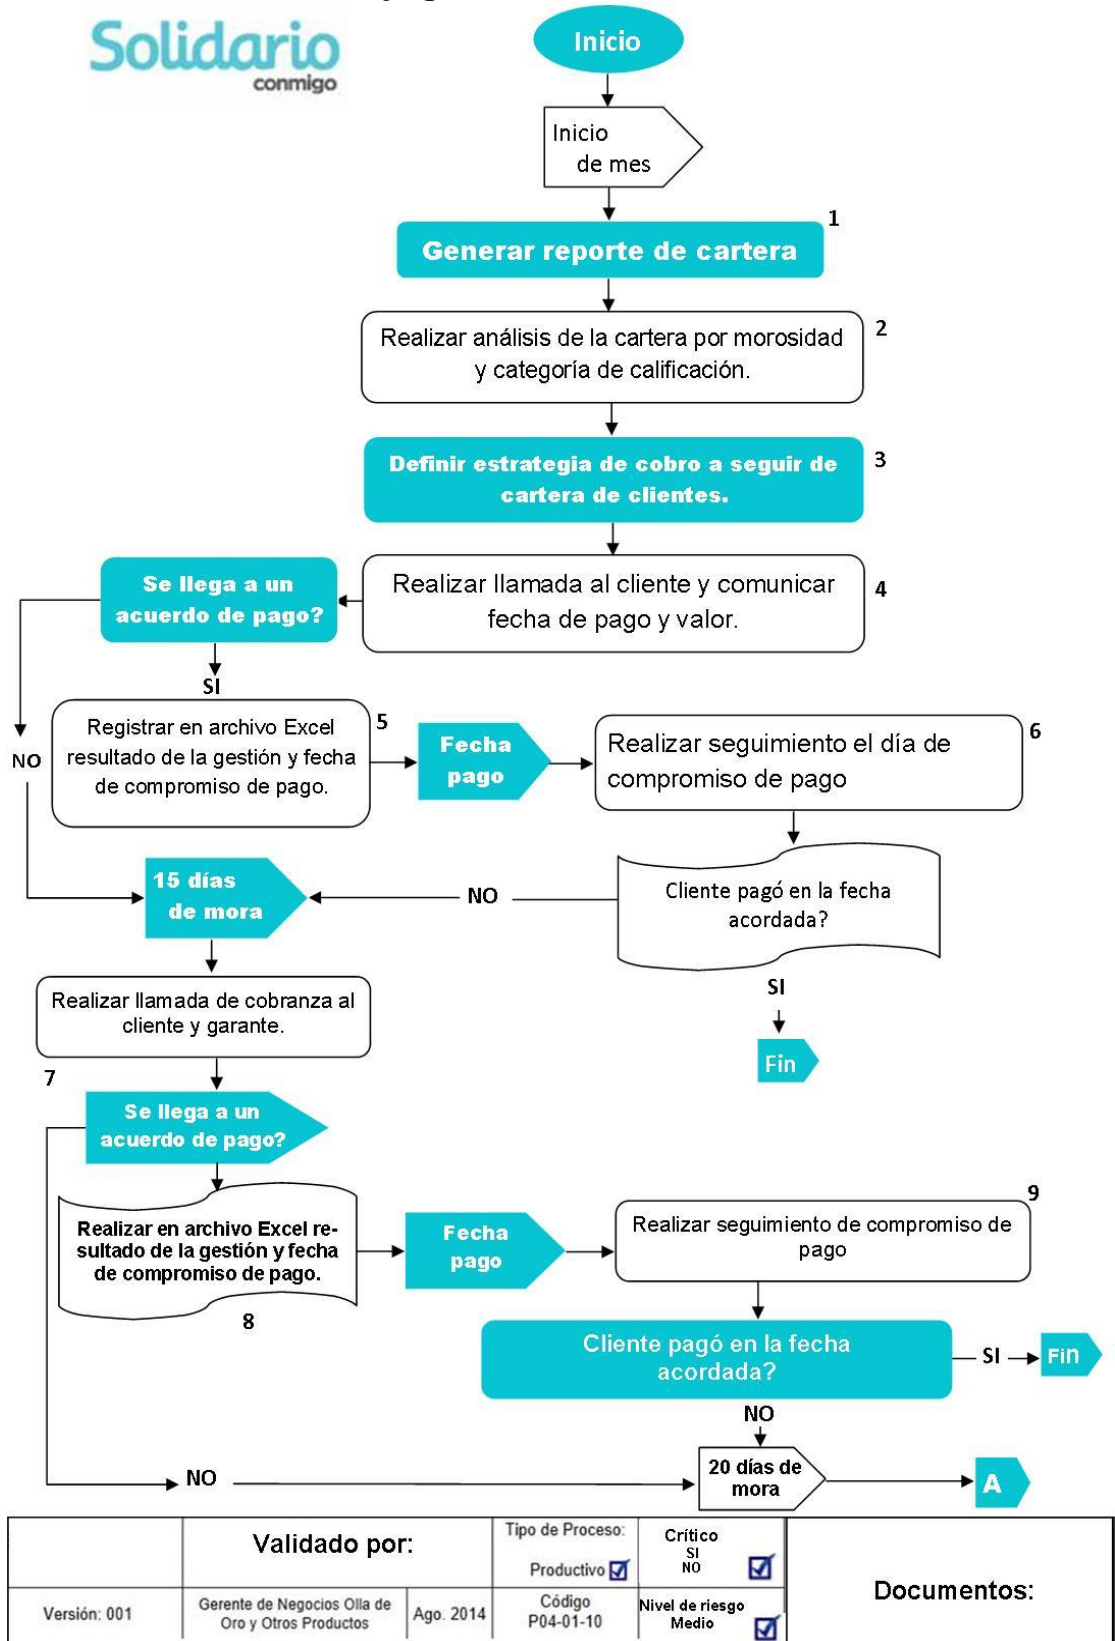 Solidario
conmigo
Inicio
Inicio
de mes
1
Generar reporte de cartera
2
Realizar análisis de la cartera por morosidad
y categoría de calificación.
3
Definir estrategia de cobro a seguir de
cartera de clientes.
Se llega a un
acuerdo de pago?
Realizar llamada al cliente y comunicar
fecha de pago y valor.
4
SI
NO
Registrar en archivo Excel
resultado de la gestión y fecha
de compromiso de pago.
5
Fecha
pago
Realizar seguimiento el día de
compromiso de pago
6
15 días
de mora
NO
Cliente pagó en la fecha
acordada?
SI
Fin
Realizar llamada de cobranza al
cliente y garante.
7
Se llega a un
acuerdo de pago?
Realizar en archivo Excel re-
sultado de la gestión y fecha
de compromiso de pago.
8
Fecha
pago
9
Realizar seguimiento de compromiso de
pago
Cliente pagó en la fecha
acordada?
SI
Fin
NO
NO
20 días de
mora
A
Validado por:
Tipo de Proceso:
Productivo
Crítico
SI
NO
Documentos:
Versión: 001
Gerente de Negocios Olla de
Oro y Otros Productos
Ago. 2014
Código
P04-01-10
Nivel de riesgo
Medio